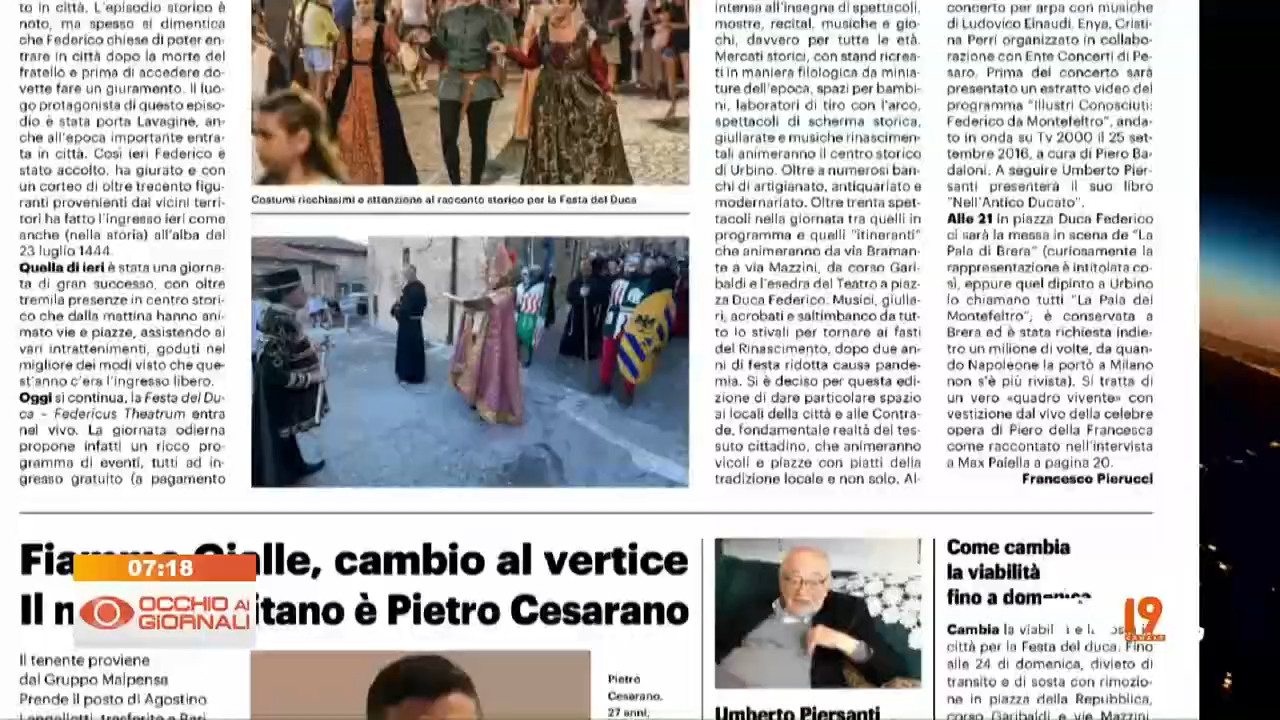 to in città. L'episodio storico è
noto, ma spesso si dimentica
che Federico chiese di poter en-
trare in città dopo la morte del
fratello e prima di accedere do-
vette fare un giuramento. Il luo-
go protagonista di questo episo-
dio è stata porta Lavagine, an-
che all'epoca importante entra-
ta in città. Così ieri Federico è
stato accolto, ha giurato e con
un corteo di oltre trecento figu-
ranti provenienti dai vicini terri-
tori ha fatto l'ingresso ieri come
anche (nella storia) all'alba del
23 luglio 1444.
Quella di ieri è stata una giorna-
ta di gran successo, con oltre
tremila presenze in centro stori-
co che dalla mattina hanno ani-
mato vie e piazze, assistendo ai
vari intrattenimenti, goduti nel
migliore dei modi visto che que-
st'anno c'era l'ingresso libero.
Oggi si continua, la Festa del Du-
ca - Federicus Theatrum entra
nel vivo. La giornata odierna
propone infatti un ricco pro-
gramma di eventi, tutti ad in-
gresso gratuito (a pagamento
Costumi ricchissimi e attenzione al racconto storico per la Festa del Duca
intensa all'insegna di spettacoli,
mostre, recital, musiche e gio-
chi, davvero per tutte le età.
Mercati storici, con stand ricrea-
ti in maniera filologica da minia-
ture dell'epoca, spazi per bambi-
ni, laboratori di tiro con l'arco,
spettacoli di scherma storica,
giullarate e musiche rinascimen-
tali animeranno il centro storico
di Urbino. Oltre a numerosi ban-
chi di artigianato, antiquariato e
modernariato. Oltre trenta spet-
tacoli nella giornata tra quelli in
programma e quelli "itineranti"
che animeranno da via Braman-
te a via Mazzini, da corso Gari-
baldi e l'esedra del Teatro a piaz-
za Duca Federico. Musici, giulla-
ri, acrobati e saltimbanco da tut-
to lo stivali per tornare ai fasti
del Rinascimento, dopo due an-
ni di festa ridotta causa pande-
mia. Si è deciso per questa edi-
zione di dare particolare spazio
ai locali della città e alle Contra-
de, fondamentale realtà del tes-
suto cittadino, che animeranno
vicoli e piazze con piatti della
tradizione locale e non solo. Al-
concerto per arpa con musiche
di Ludovico Einaudi, Enya, Cristi-
na Perri organizzato in collabo-
razione con Ente Concerti di Pe-
saro. Prima del concerto sarà
presentato un estratto video del
programma "Illustri Conosciuti:
Federico da Montefeltro", anda-
to in onda su Tv 2000 il 25 set-
tembre 2016, a cura di Piero Ba-
daloni. A seguire Umberto Pier-
santi presenterà il suo libro
"Nell'Antico Ducato".
Alle 21 in piazza Duca Federico
ci sarà la messa in scena de "La
Pala di Brera" (curiosamente la
rappresentazione è intitolata co-
sì, eppure quel dipinto a Urbino
lo chiamano tutti "La Pala dei
Montefeltro", è conservata a
Brera ed è stata richiesta indie-
tro un milione di volte, da quan-
do Napoleone la portò a Milano
non s'è più rivista). Si tratta di
un vero «quadro vivente» con
vestizione dal vivo della celebre
opera di Piero della Francesca
come raccontato nell'intervista
a Max Paiella a pagina 20.
Francesco Pierucci
Fiamme Gialle, cambio al vertice
Il n itano è Pietro Cesarano
07:18
OCCHIO AI
GIORNALI
Il tenente proviene
dal Gruppo Malpensa
Prende il posto di Agostino
Langellotti, trasferito a Bari
Pietro
Cesarano,
27 anni,
Umberto Piersanti
Come cambia
la viabilità
fino a domenica
Cambia la viabil
città per la Festa del duca. Fino
alle 24 di domenica, divieto di
transito e di sosta con rimozio-
ne in piazza della Repubblica,
corso Garibaldi e vie Mazzini,
19